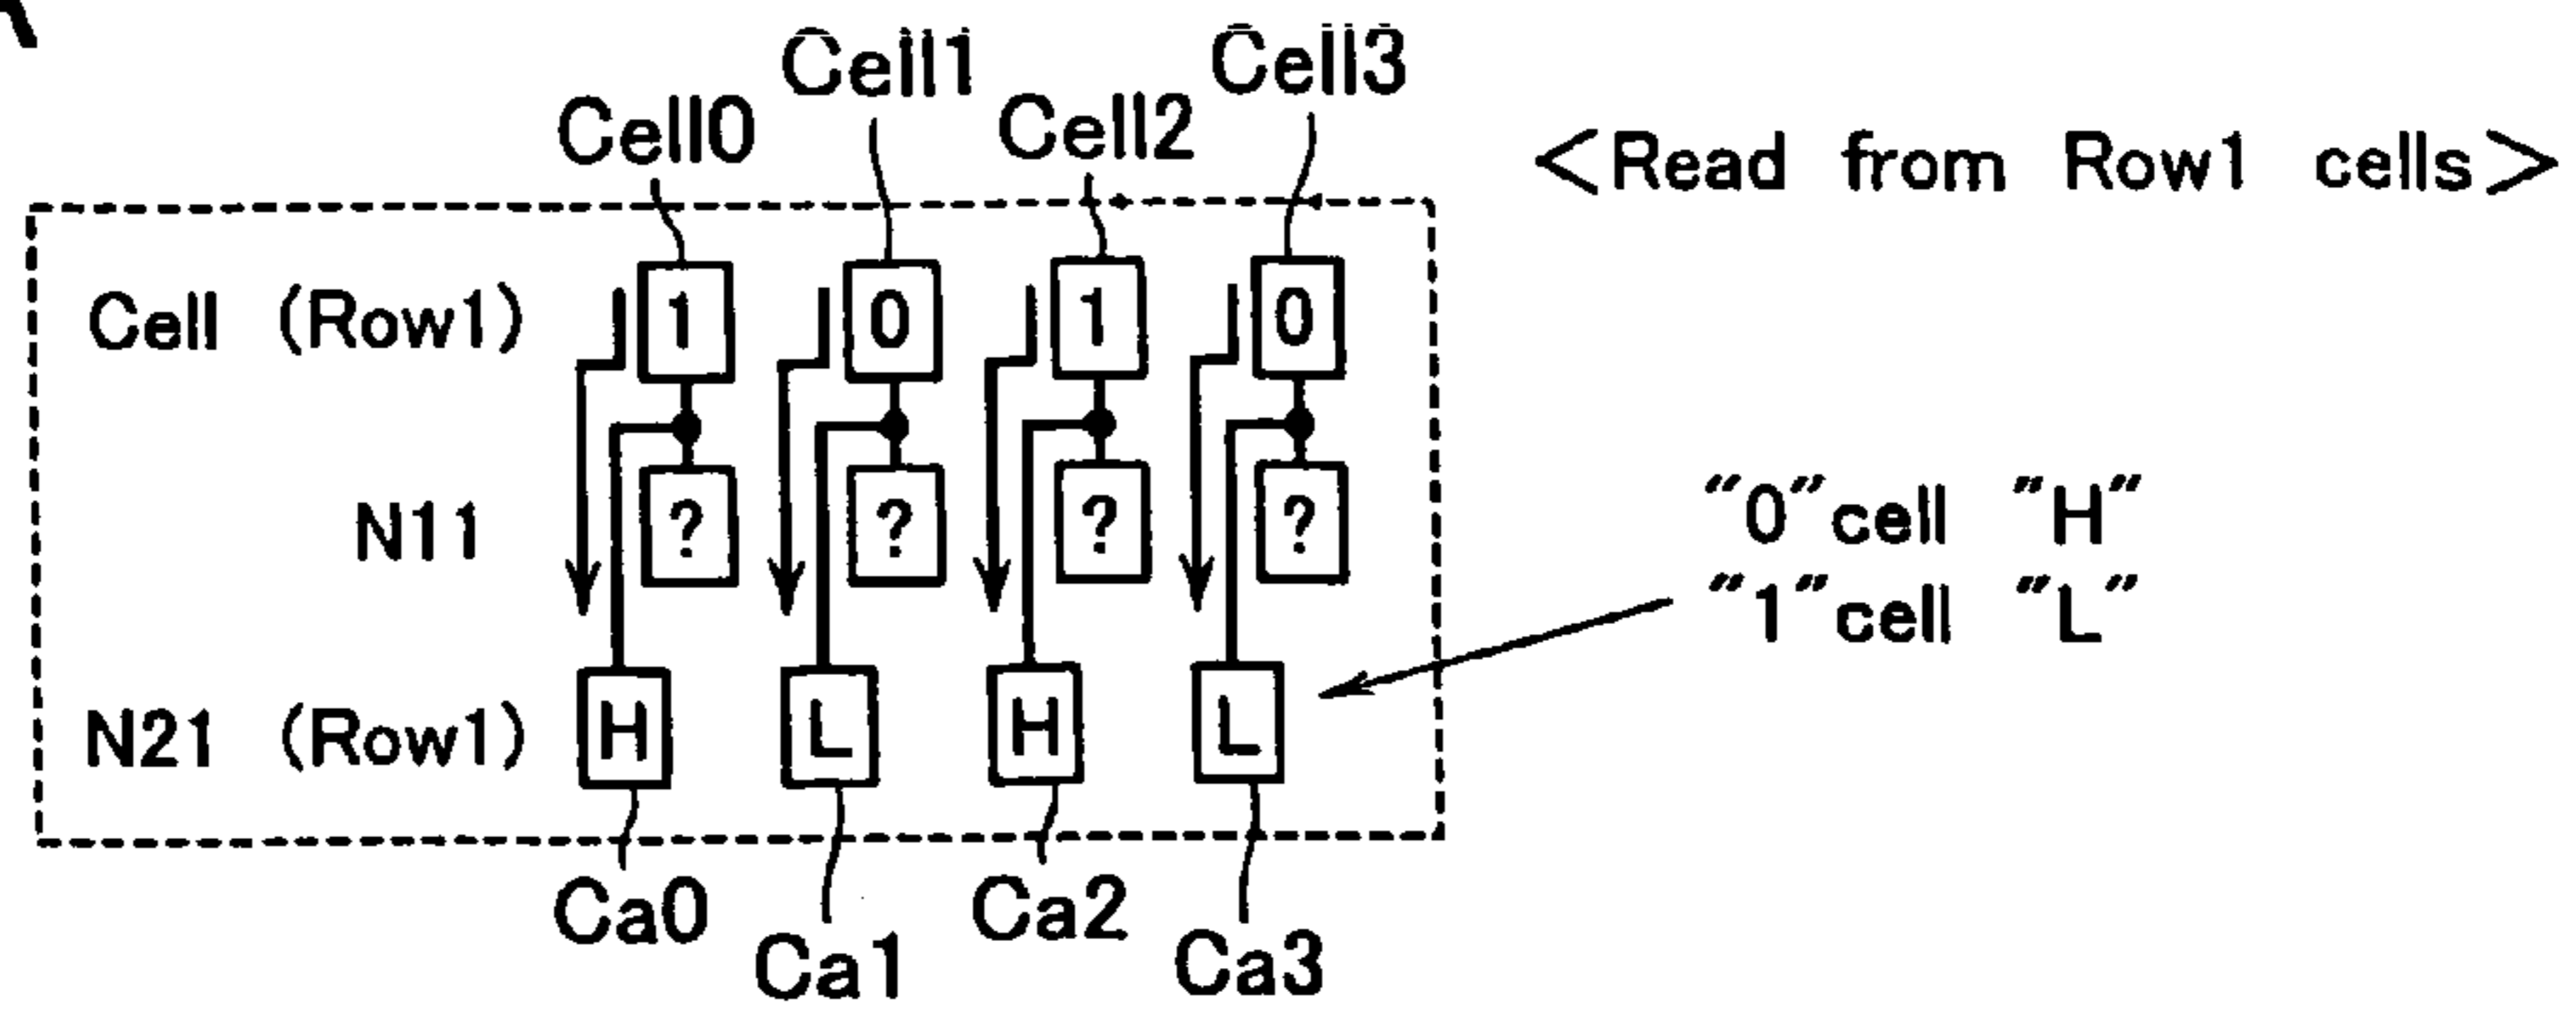 Cell0 Cell1 Cell2 Cell3
<Read from Row1 cells>
Cell (Row1) 1 0 1 0
N11 ? ? ? ?
"0"cell "H"
"1"cell "L"
N21 (Row1) H L H L
Ca0 Ca1 Ca2 Ca3